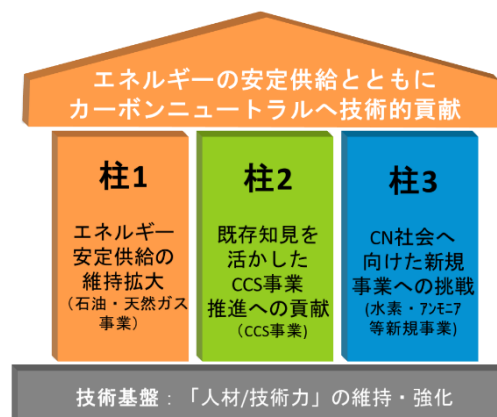 エネルギーの安定供給とともに
カーボンニュートラルへ技術的貢献
柱1
エネルギー
安定供給の
維持拡大
（石油・天然ガス
事業）
柱2
既存知見を
活かした
CCS事業
推進への貢献
（CCS事業)
柱3
CN社会へ
向けた新規
事業への挑戦
(水素・アンモニア
等新規事業)
技術基盤：「人材/技術力」の維持・強化